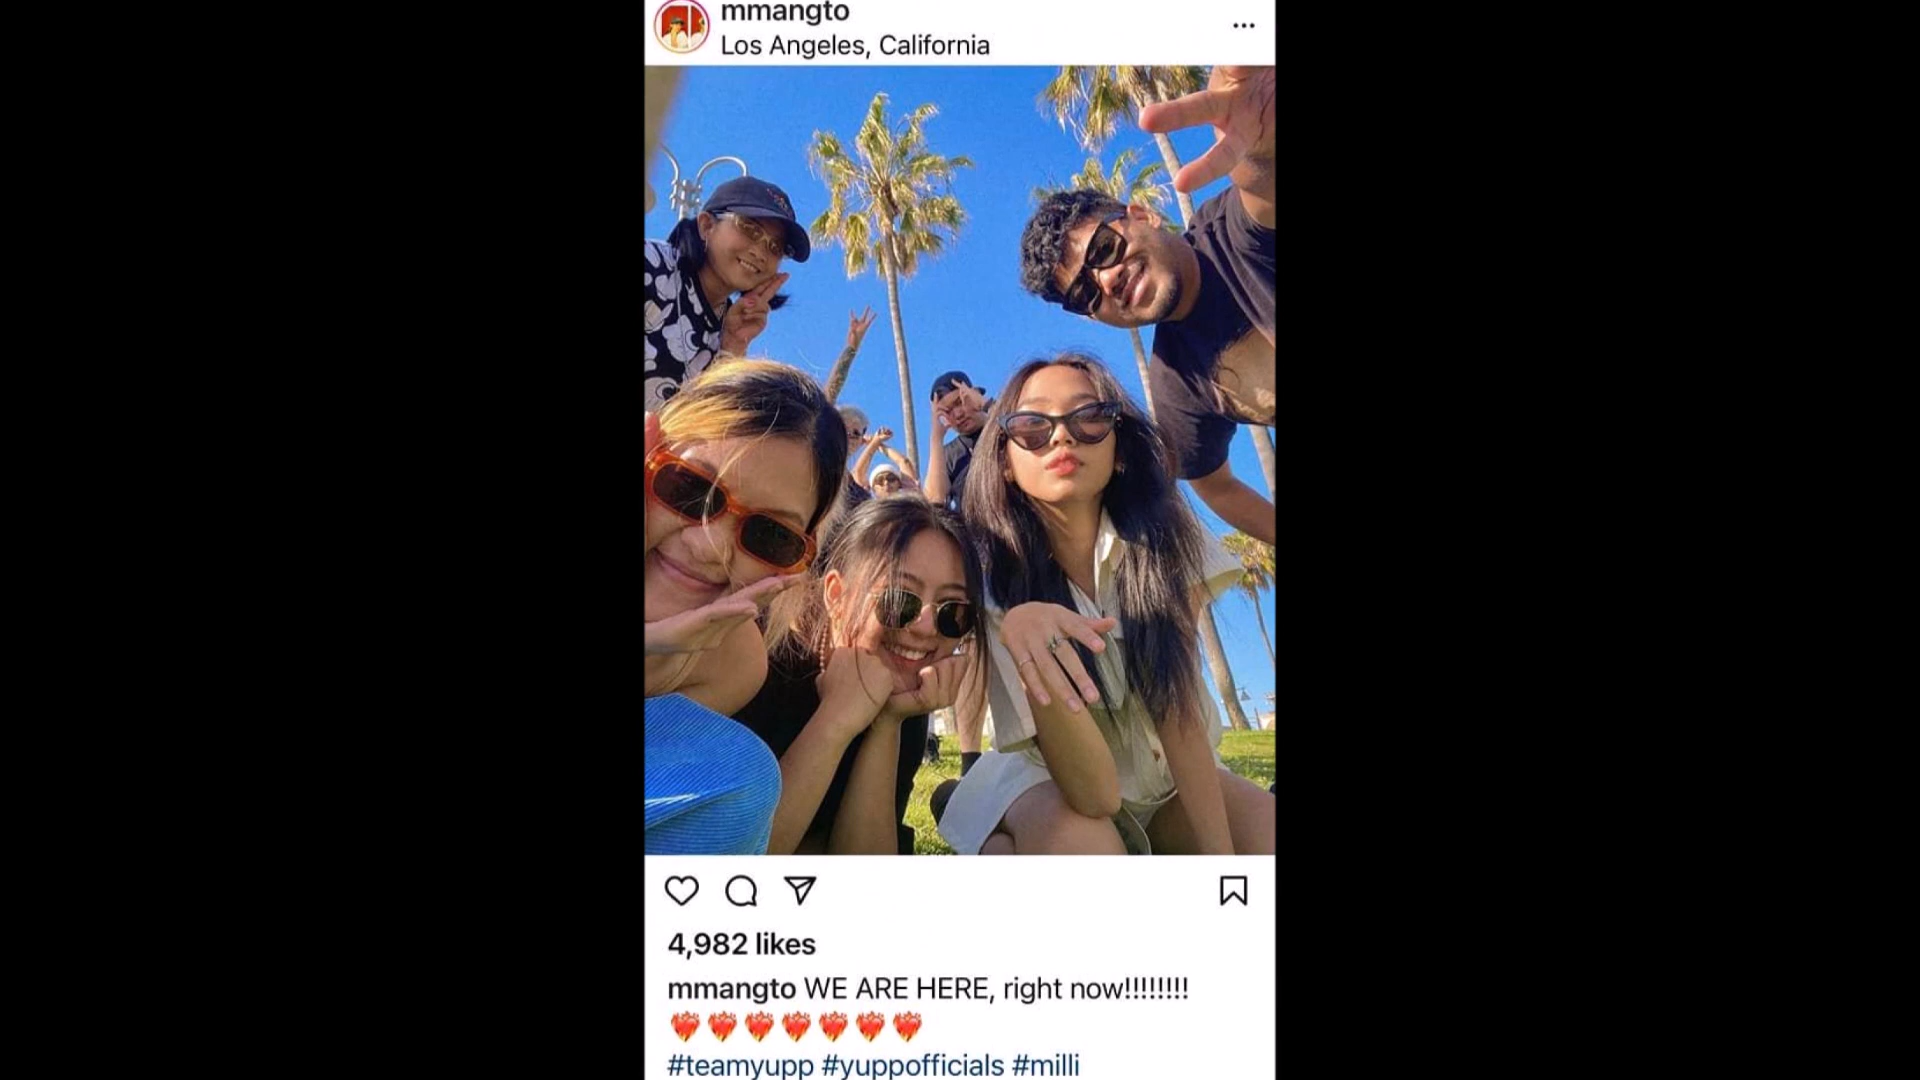 mmangto
Los Angeles, California
4,982 likes
mmangto WE ARE HERE, right now!!!!!!!!
❤️‍🔥❤️‍🔥❤️‍🔥❤️‍🔥❤️‍🔥❤️‍🔥❤️‍🔥
#teamyupp #yuppofficials #milli